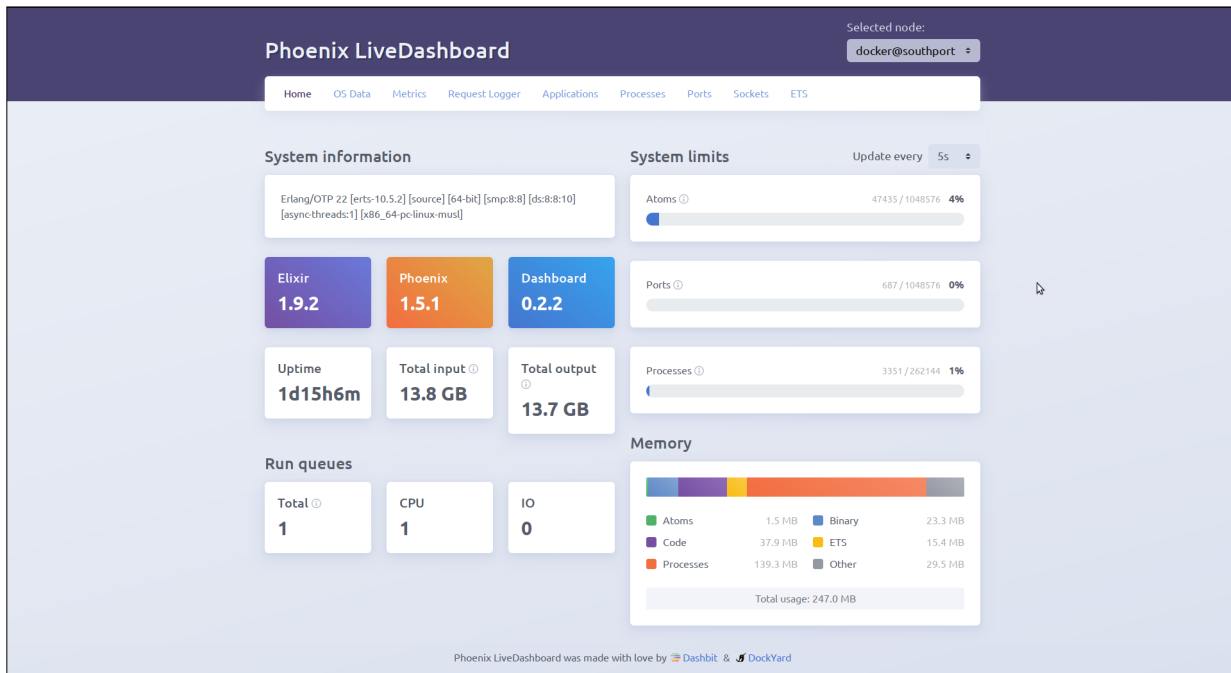 Selected node:
Phoenix LiveDashboard
docker@southport
Home OS Data Metrics Request Logger Applications Processes Ports Sockets ETS
System information
Erlang/OTP 22 [erts-10.5.2] [source] [64-bit] [smp:8:8] [ds:8:8:10]
[async-threads:1] [x86_64-pc-linux-musl]
Elixir
1.9.2
Phoenix
1.5.1
Dashboard
0.2.2
Uptime
1d15h6m
Total input
13.8 GB
Total output
13.7 GB
Run queues
Total
1
CPU
1
IO
0
System limits
Update every 5s
Atoms 47435 / 1048576 4%
Ports 687 / 1048576 0%
Processes 3351 / 262144 1%
Memory
Atoms 1.5 MB Binary 23.3 MB
Code 37.9 MB ETS 15.4 MB
Processes 139.3 MB Other 29.5 MB
Total usage: 247.0 MB
Phoenix LiveDashboard was made with love by Dashbit & DockYard